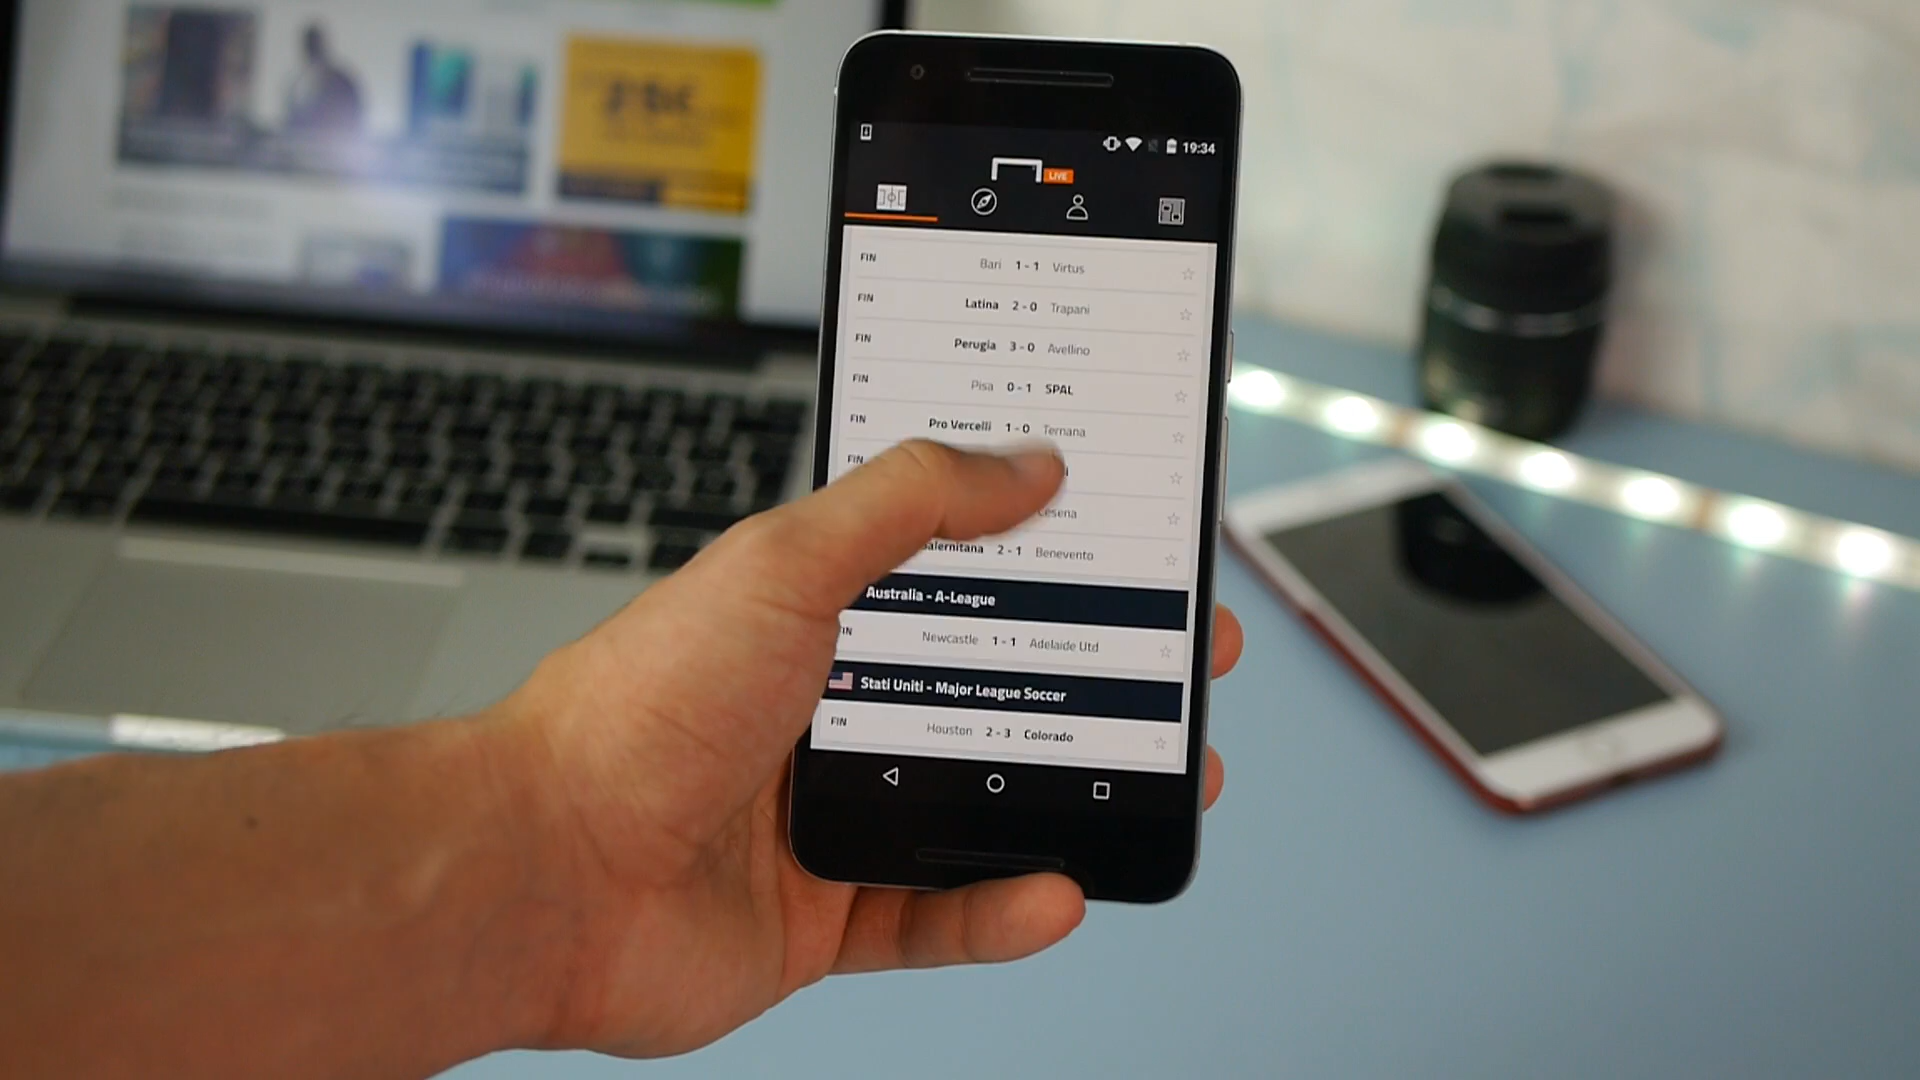 19:34
LIVE
FIN Bari 1 - 1 Virtus
FIN Latina 2 - 0 Trapani
FIN Perugia 3 - 0 Avellino
FIN Pisa 0 - 1 SPAL
FIN Pro Vercelli 1 - 0 Ternana
FIN
Cesena
Salernitana 2 - 1 Benevento
Australia - A-League
FIN Newcastle 1 - 1 Adelaide Utd
Stati Uniti - Major League Soccer
FIN Houston 2 - 3 Colorado